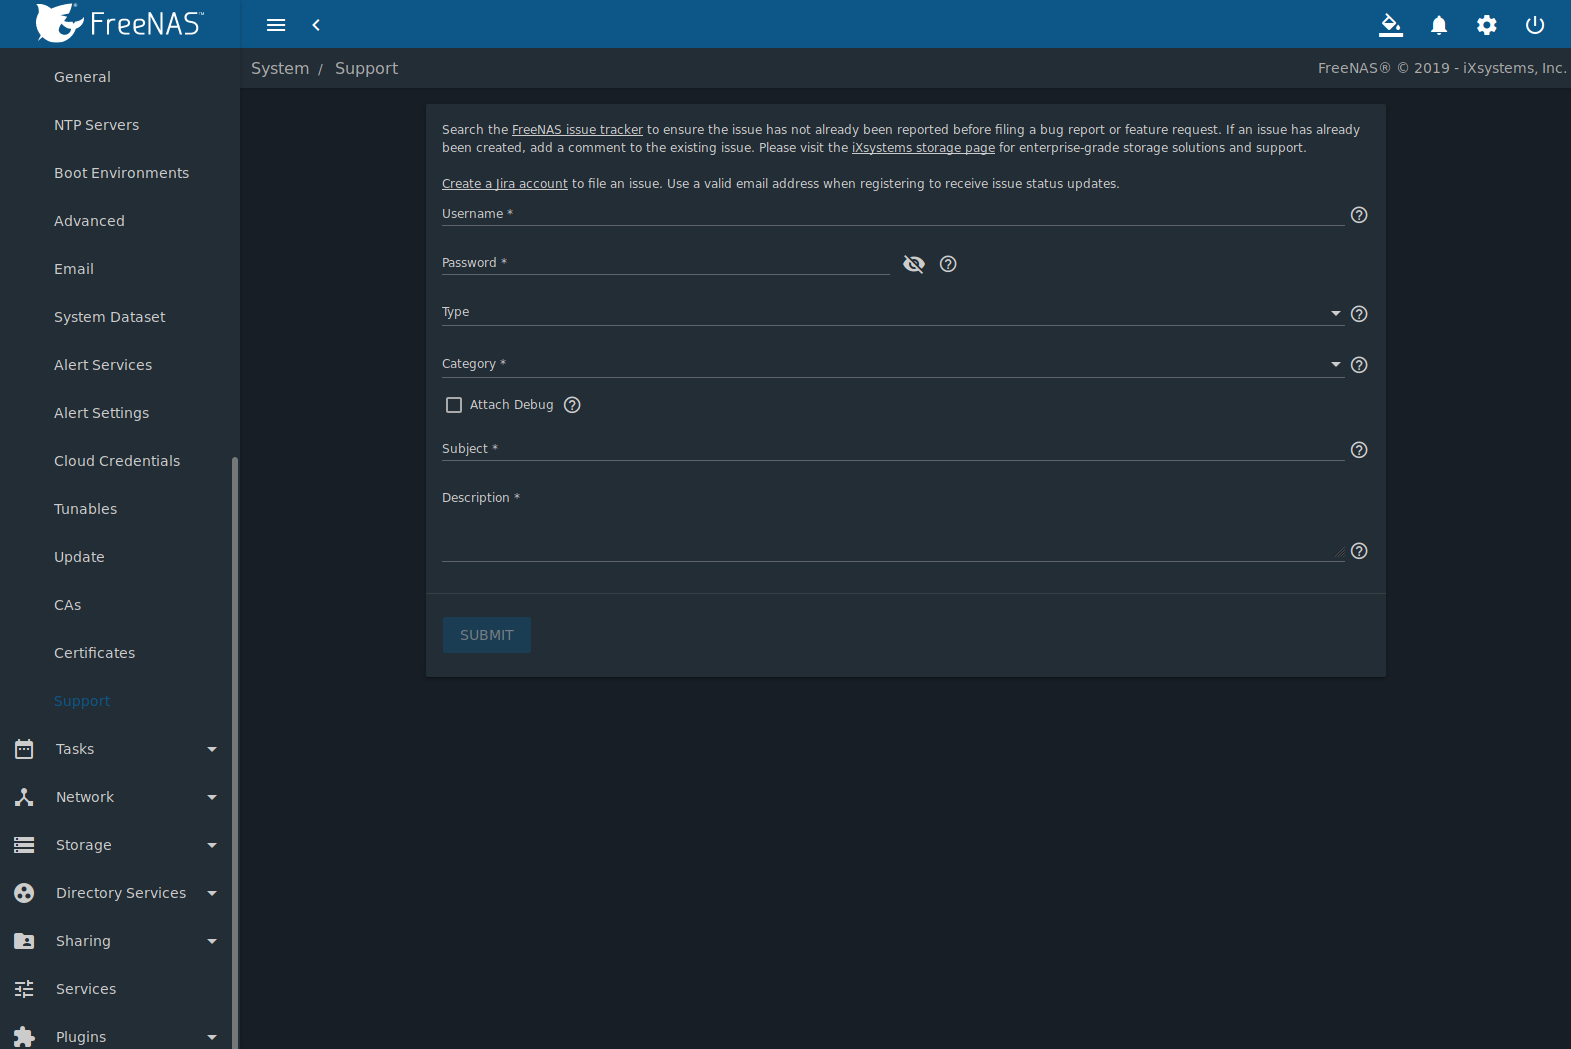 FreeNAS™
System / Support
FreeNAS® © 2019 - iXsystems, Inc.
General
NTP Servers
Boot Environments
Advanced
Email
System Dataset
Alert Services
Alert Settings
Cloud Credentials
Tunables
Update
CAs
Certificates
Support
Tasks
Network
Storage
Directory Services
Sharing
Services
Plugins
Search the FreeNAS issue tracker to ensure the issue has not already been reported before filing a bug report or feature request. If an issue has already
been created, add a comment to the existing issue. Please visit the iXsystems storage page for enterprise-grade storage solutions and support.
Create a Jira account to file an issue. Use a valid email address when registering to receive issue status updates.
Username *
Password *
Type
Category *
Attach Debug
Subject *
Description *
SUBMIT